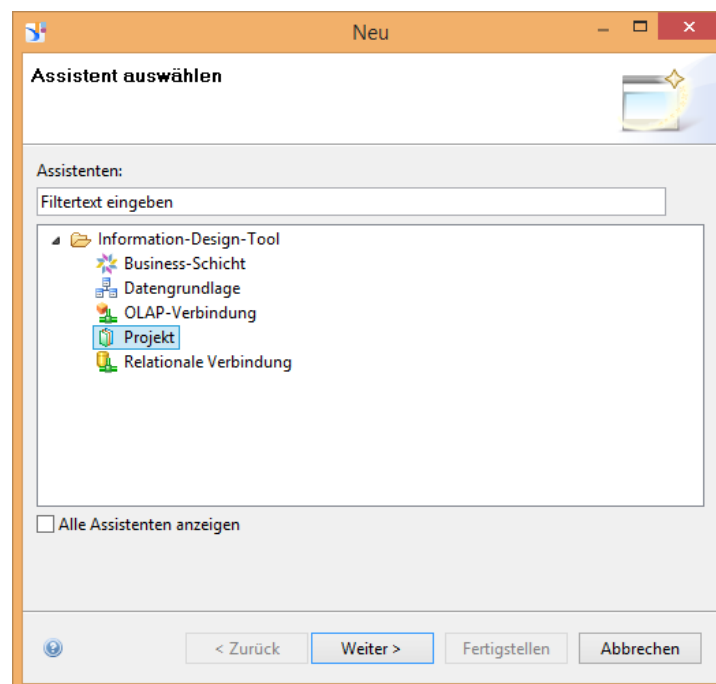 Neu
Assistent auswählen
Assistenten:
Filtertext eingeben
Information-Design-Tool
Business-Schicht
Datengrundlage
OLAP-Verbindung
Projekt
Relationale Verbindung
Alle Assistenten anzeigen
< Zurück Weiter > Fertigstellen Abbrechen